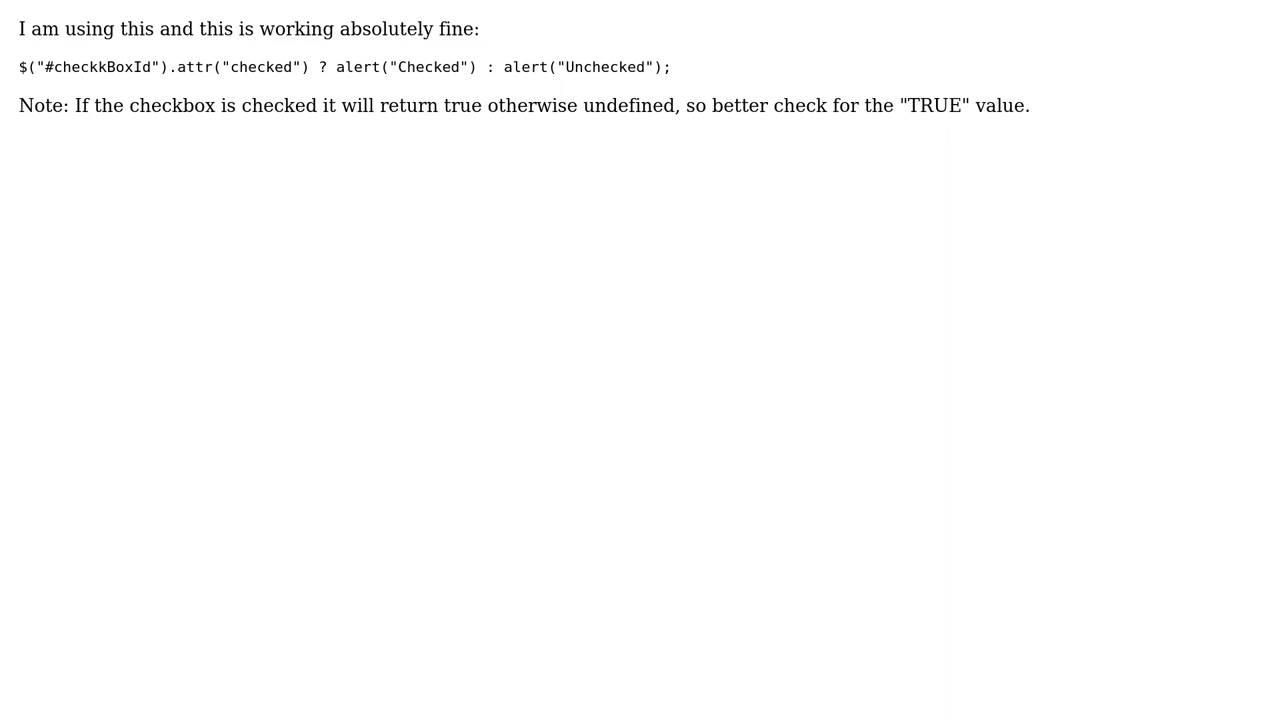 I am using this and this is working absolutely fine:
$("#checkkBoxId").attr("checked") ? alert("Checked") : alert("Unchecked");
Note: If the checkbox is checked it will return true otherwise undefined, so better check for the "TRUE" value.